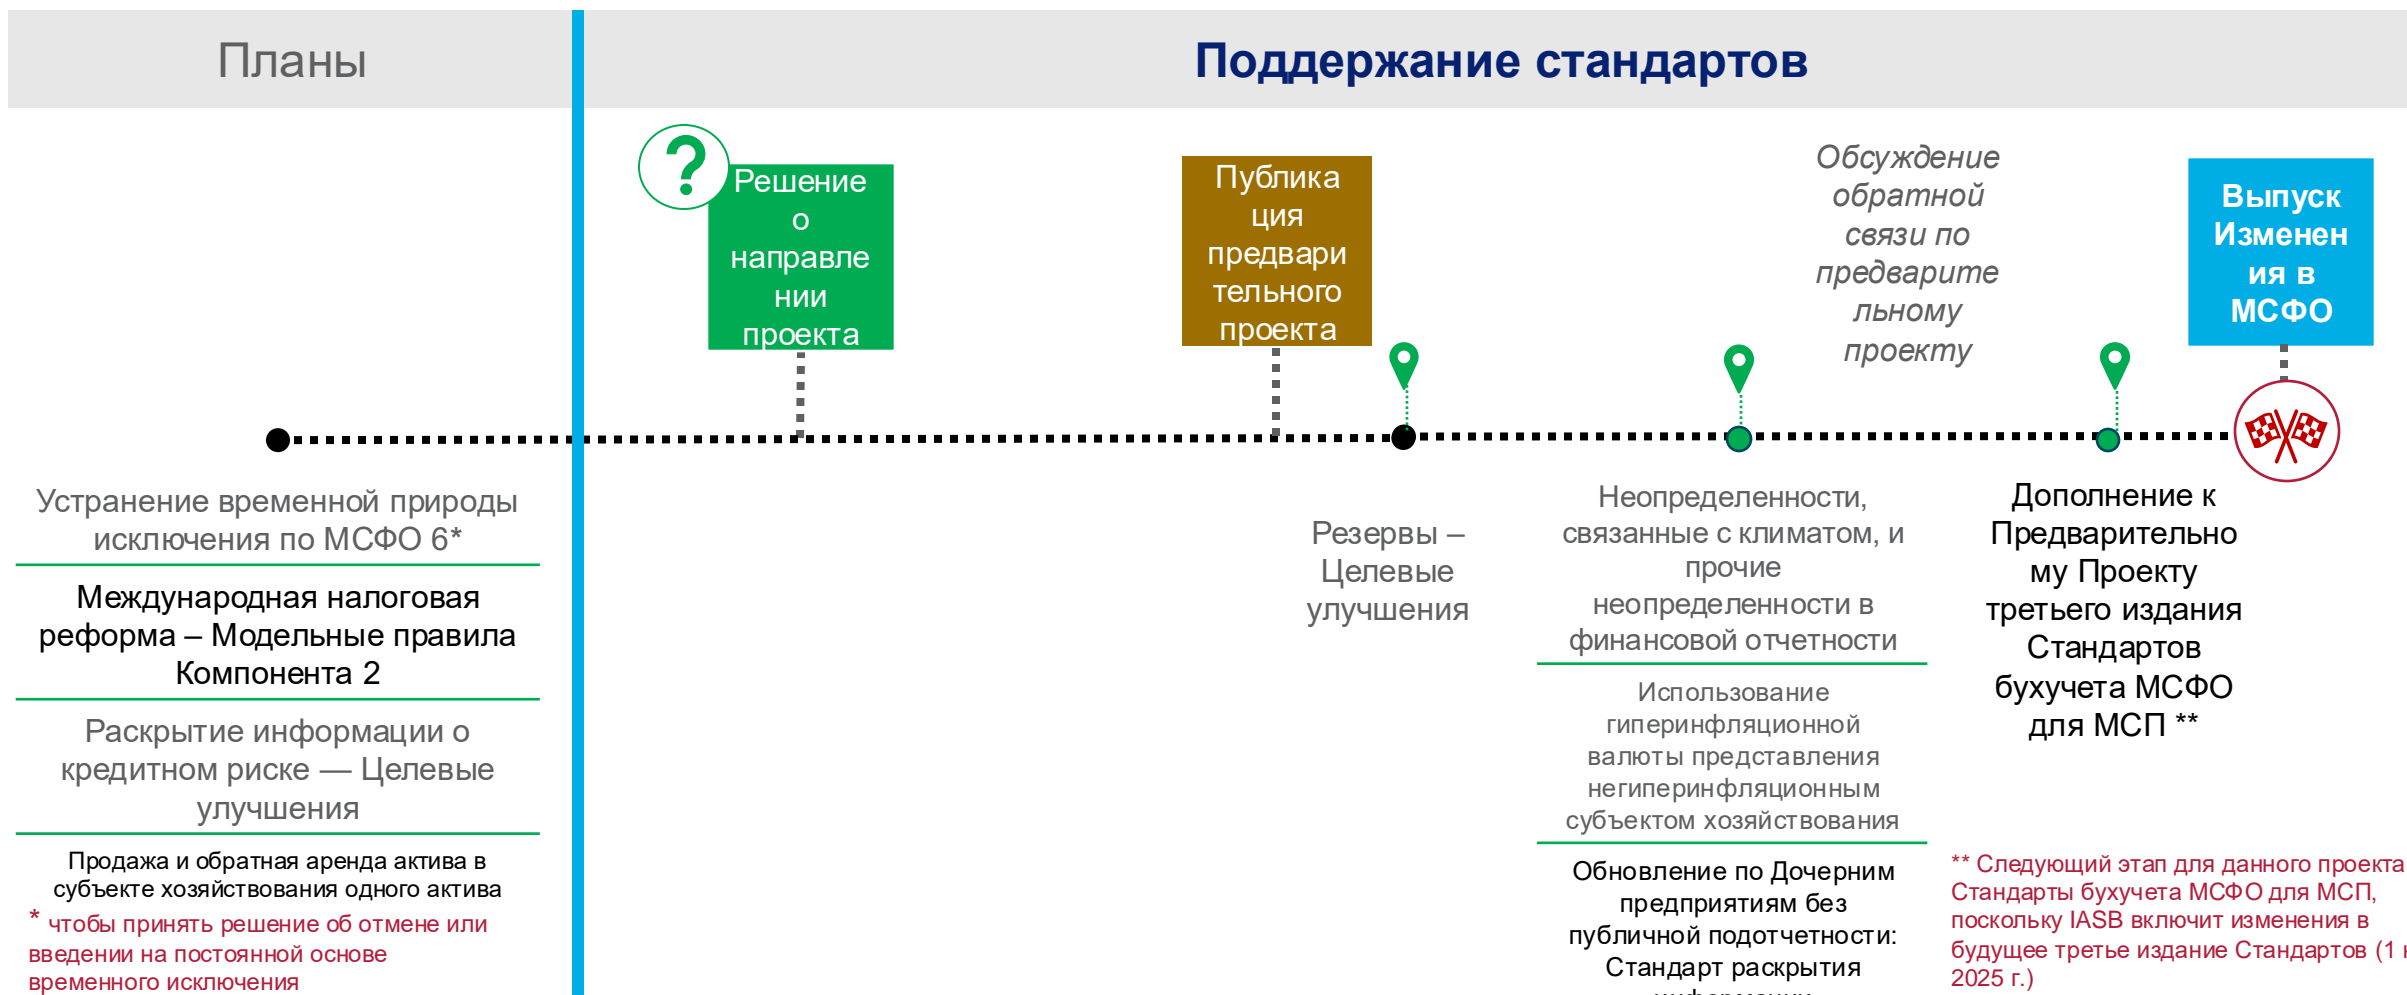 Планы
Поддержание стандартов
?
Решение
о
направле
нии
проекта
Публика
ция
предвари
тельного
проекта
Обсуждение
обратной
связи по
предварите
льному
проекту
Выпуск
Изменен
ия в
МСФО
Устранение временной природы
исключения по МСФО 6*
Международная налоговая
реформа – Модельные правила
Компонента 2
Раскрытие информации о
кредитном риске — Целевые
улучшения
Продажа и обратная аренда актива в
субъекте хозяйствования одного актива
* чтобы принять решение об отмене или
введении на постоянной основе
временного исключения
Резервы –
Целевые
улучшения
Неопределенности,
связанные с климатом, и
прочие
неопределенности в
финансовой отчетности
Использование
гиперинфляционной
валюты представления
негиперинфляционным
субъектом хозяйствования
Обновление по Дочерним
предприятиям без
публичной подотчетности:
Стандарт раскрытия
Дополнение к
Предварительно
му Проекту
третьего издания
Стандартов
бухучета МСФО
для МСП **
** Следующий этап для данного проекта
Стандарты бухучета МСФО для МСП,
поскольку IASB включит изменения в
будущее третье издание Стандартов (1
2025 г.)